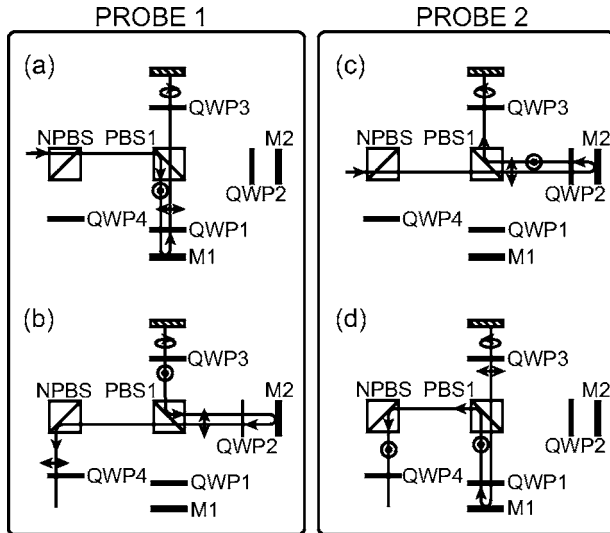 PROBE 1
PROBE 2
(a)
QWP3
NPBS PBS1
M2
QWP2
QWP4
QWP1
M1
(b)
QWP3
NPBS PBS1
M2
QWP2
QWP4
QWP1
M1
(c)
QWP3
NPBS PBS1
M2
QWP2
QWP4
QWP1
M1
(d)
QWP3
NPBS PBS1
M2
QWP2
QWP4
QWP1
M1